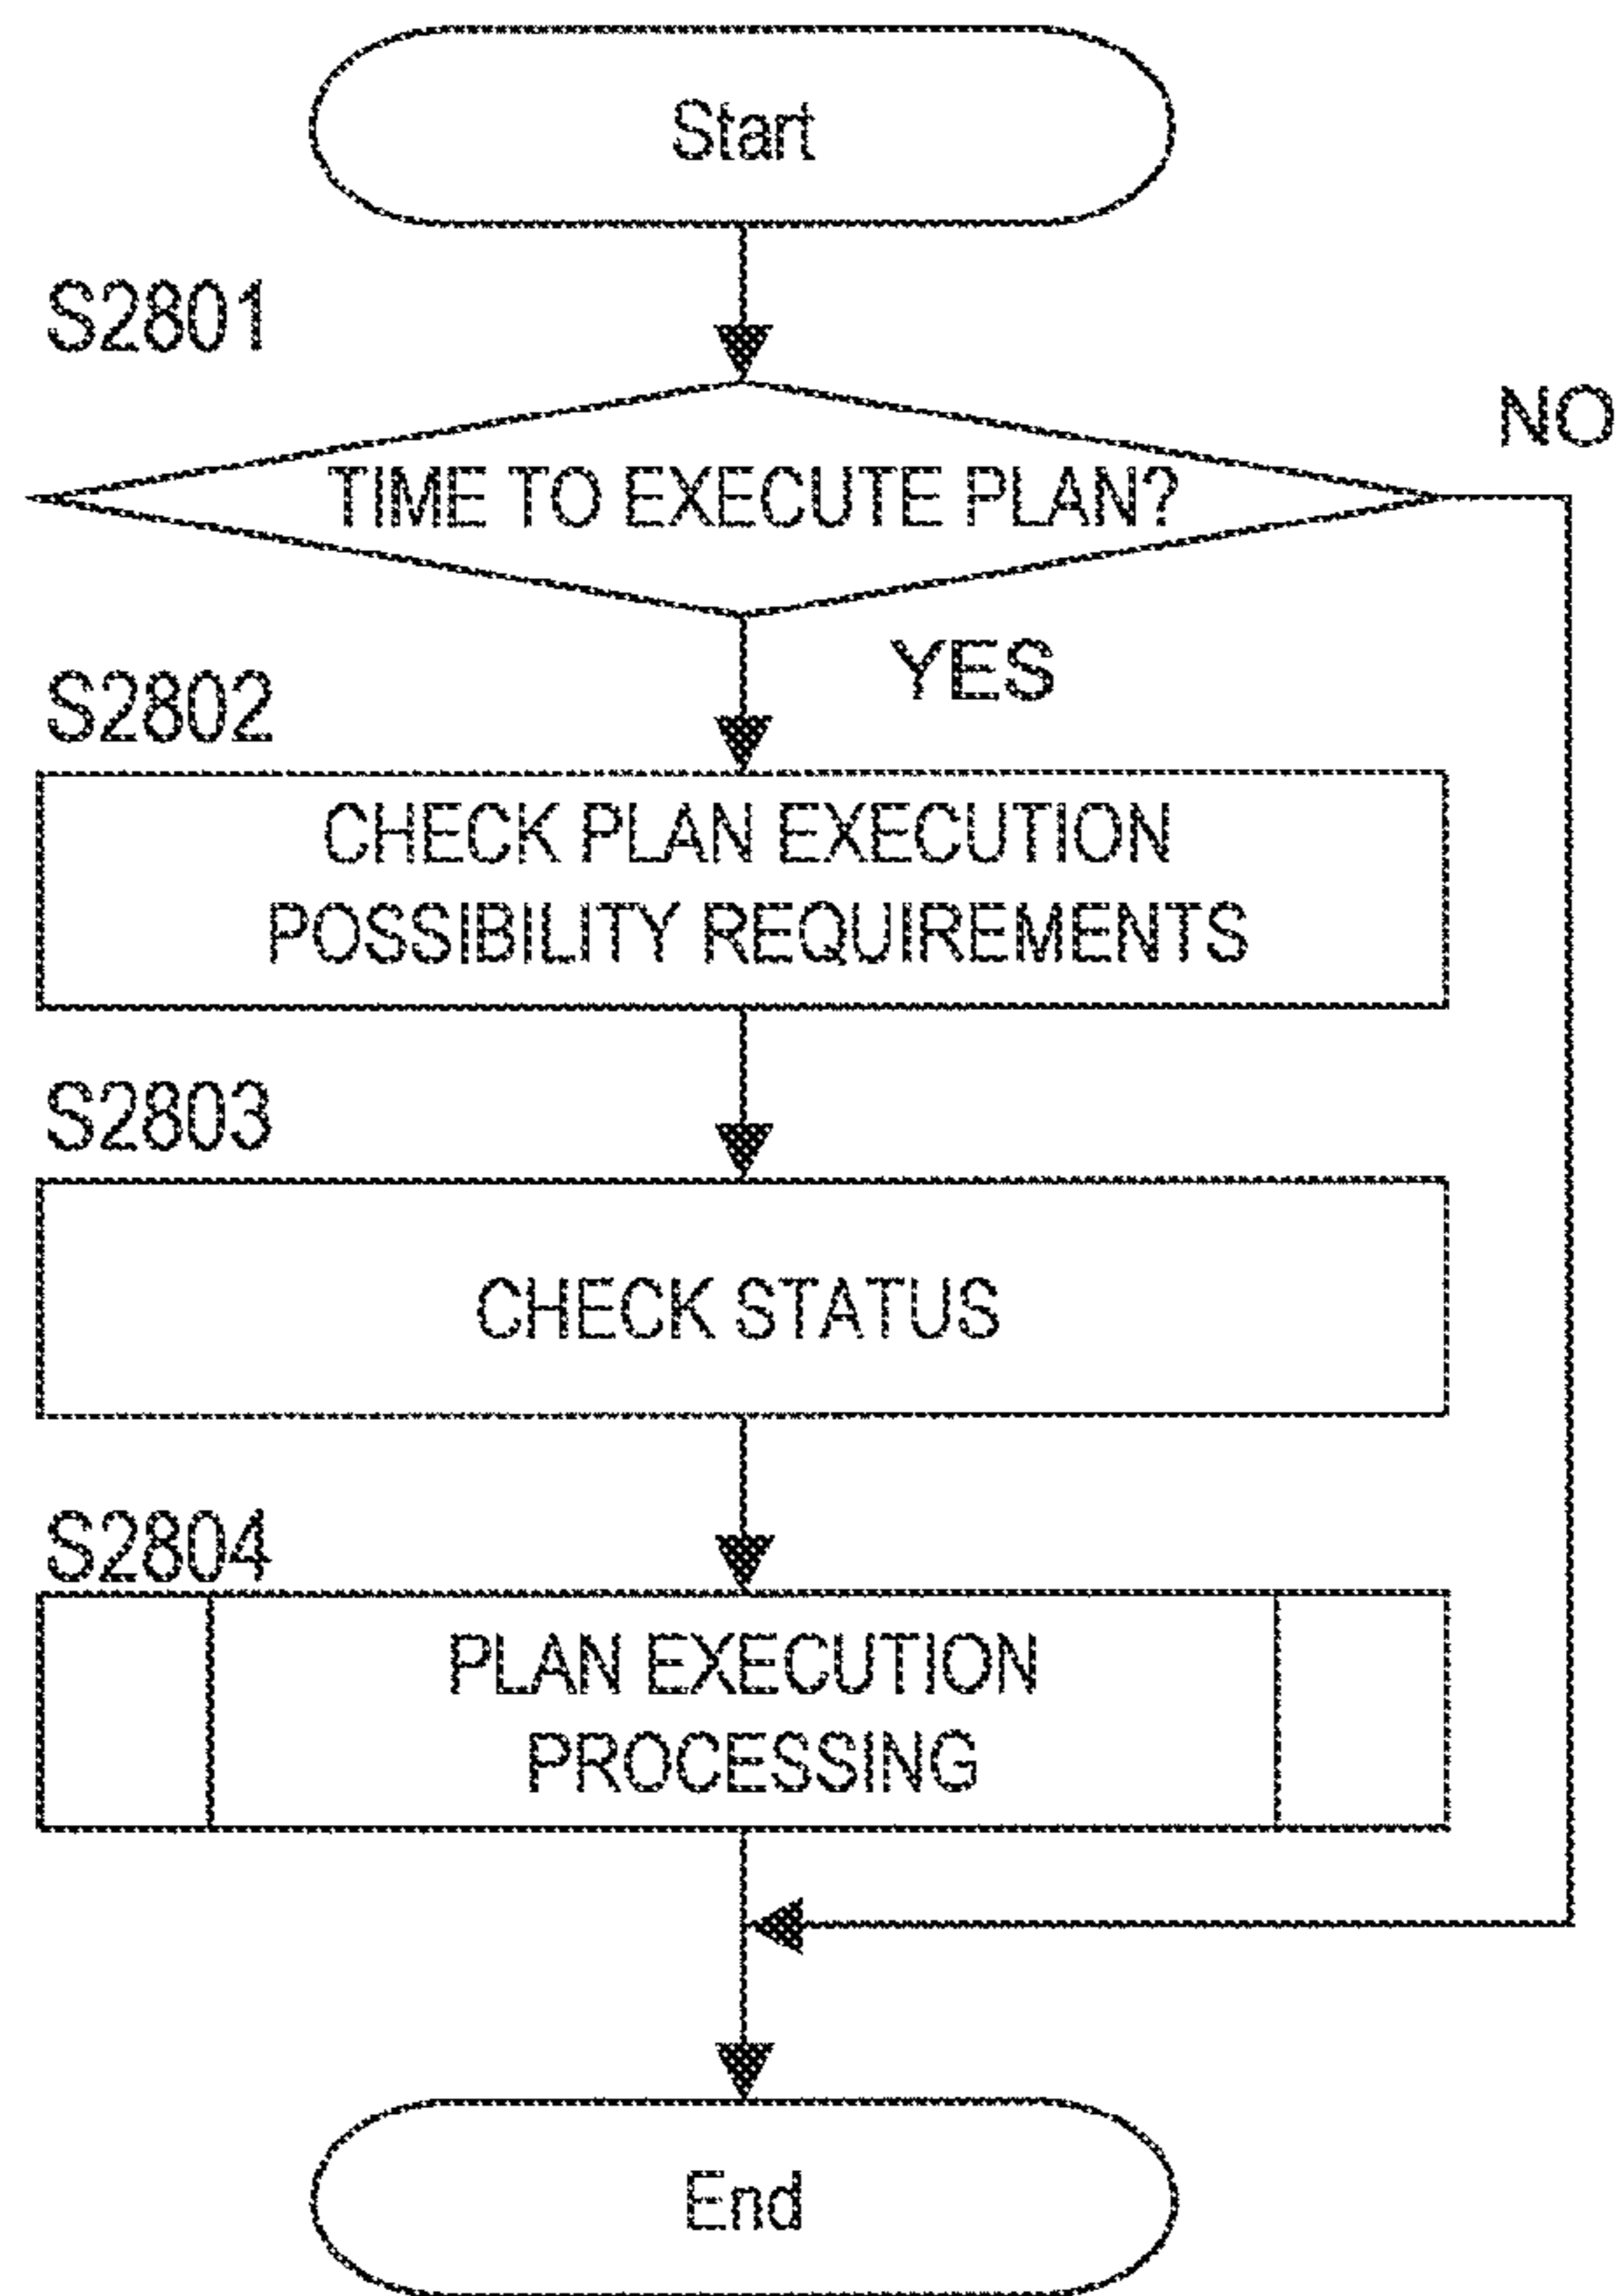 Start
S2801
NO
TIME TO EXECUTE PLAN?
YES
S2802
CHECK PLAN EXECUTION
POSSIBILITY REQUIREMENTS
S2803
CHECK STATUS
S2804
PLAN EXECUTION
PROCESSING
End